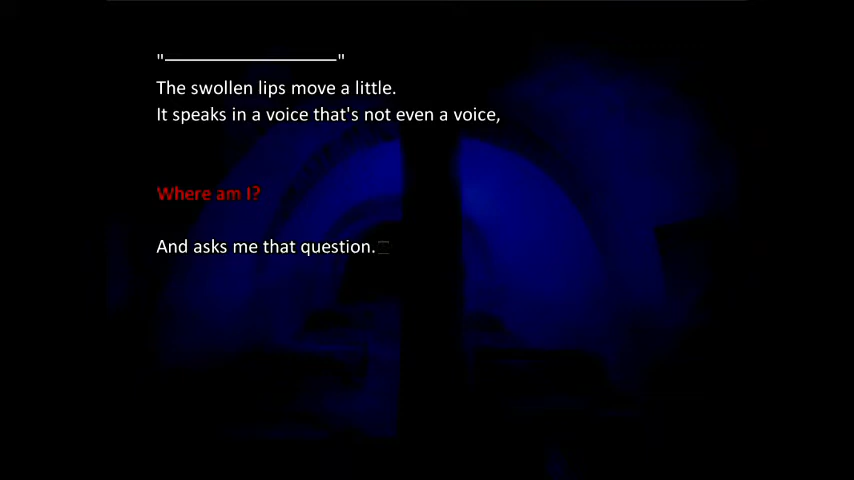 "———————————"
The swollen lips move a little.
It speaks in a voice that's not even a voice,
Where am I?
And asks me that question.